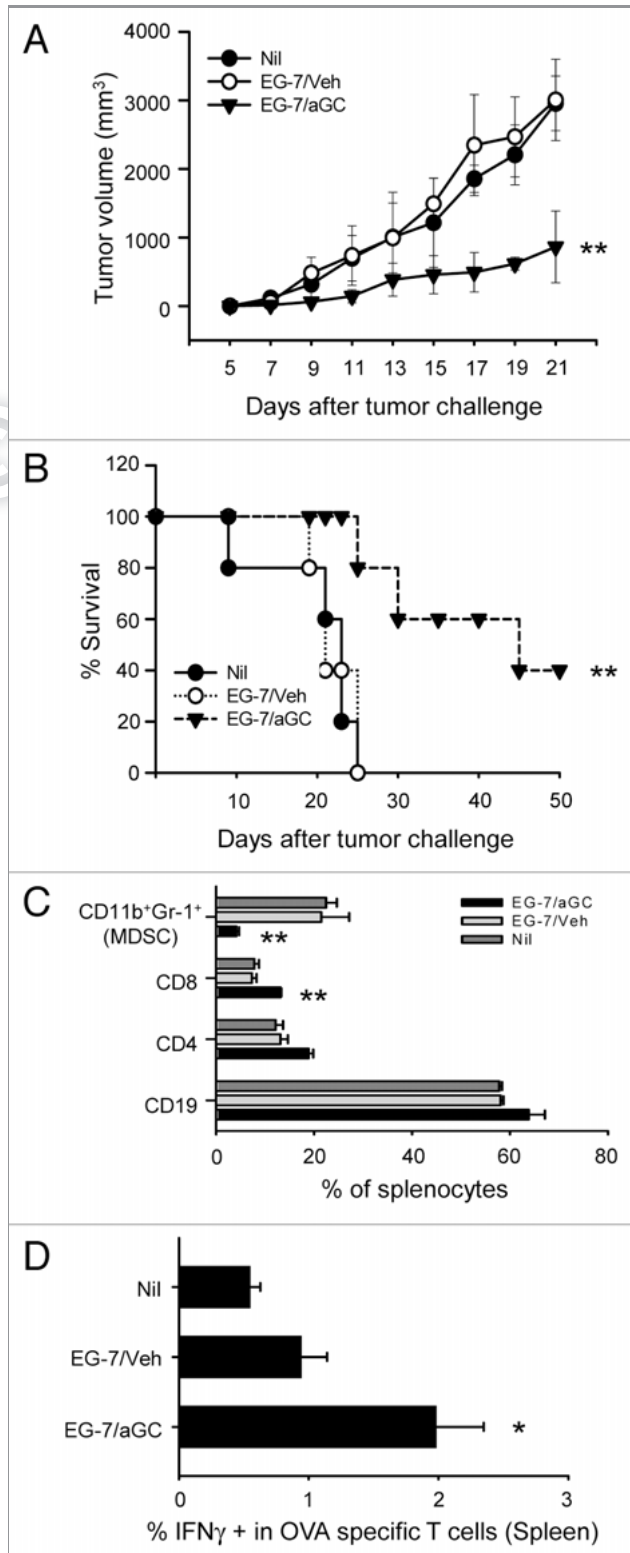 A
4000
3000
2000
1000
0
Tumor volume (mm³)
Nil
EG-7/Veh
EG-7/aGC
**
5 7 9 11 13 15 17 19 21
Days after tumor challenge
B
120
100
80
60
40
20
0
% Survival
Nil
EG-7/Veh
EG-7/aGC
**
10 20 30 40 50
Days after tumor challenge
C
CD11b⁺Gr-1⁺
(MDSC)
CD8
CD4
CD19
EG-7/aGC
EG-7/Veh
Nil
**
**
0 20 40 60 80
% of splenocytes
D
Nil
EG-7/Veh
EG-7/aGC
*
0 1 2 3
% IFNγ + in OVA specific T cells (Spleen)